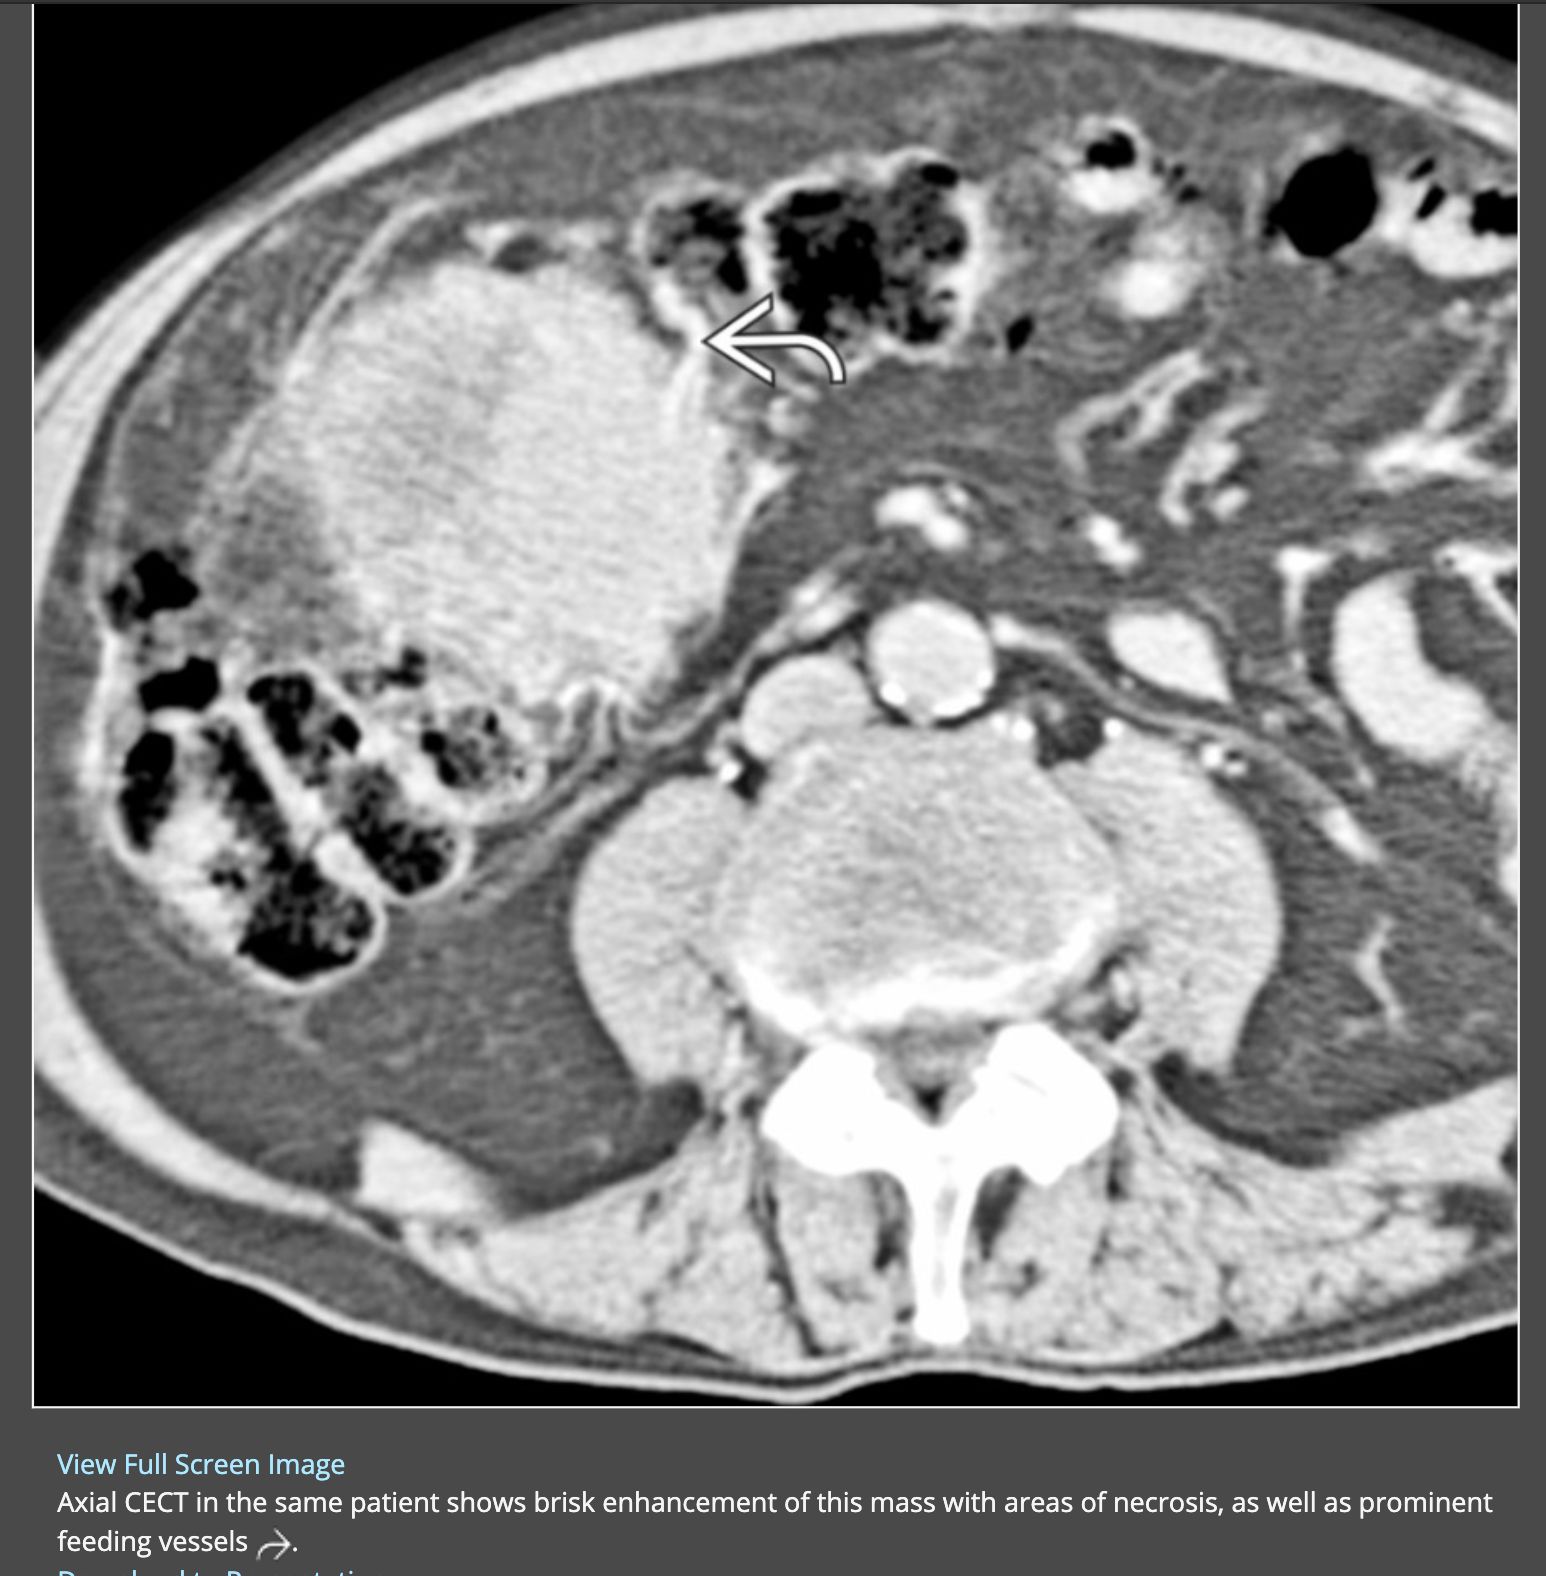 View Full Screen Image
Axial CECT in the same patient shows brisk enhancement of this mass with areas of necrosis, as well as prominent
feeding vessels .